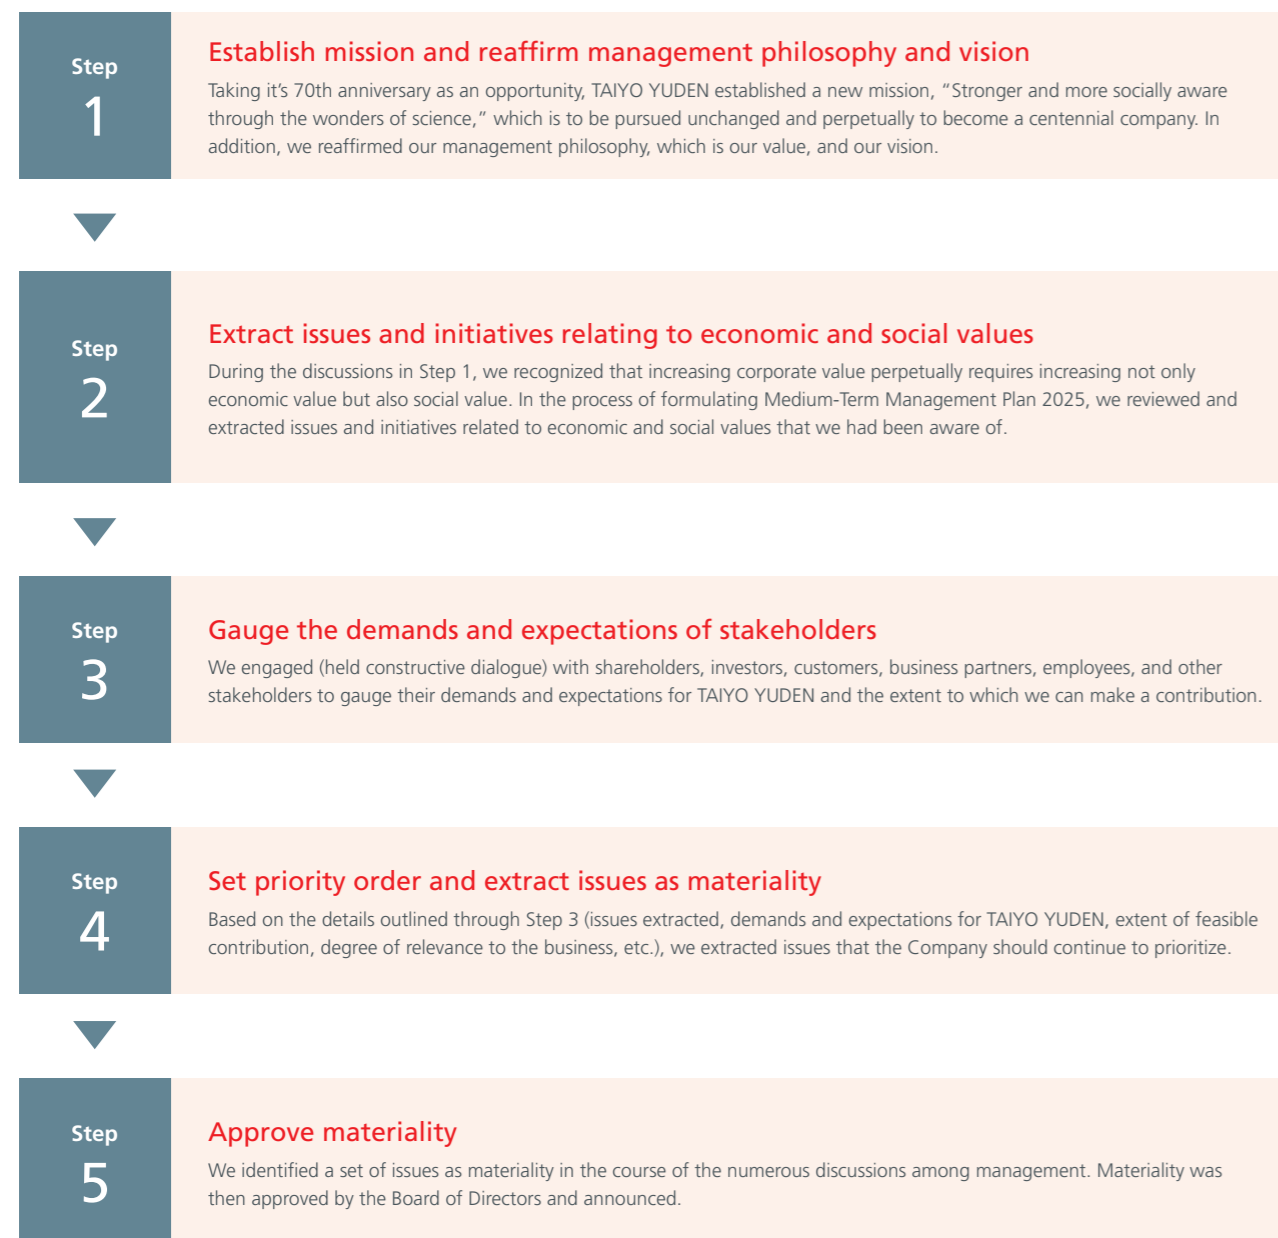 Step
1
Establish mission and reaffirm management philosophy and vision
Taking it's 70th anniversary as an opportunity, TAIYO YUDEN established a new mission, “Stronger and more socially aware
through the wonders of science,” which is to be pursued unchanged and perpetually to become a centennial company. In
addition, we reaffirmed our management philosophy, which is our value, and our vision.
Step
2
Extract issues and initiatives relating to economic and social values
During the discussions in Step 1, we recognized that increasing corporate value perpetually requires increasing not only
economic value but also social value. In the process of formulating Medium-Term Management Plan 2025, we reviewed and
extracted issues and initiatives related to economic and social values that we had been aware of.
Step
3
Gauge the demands and expectations of stakeholders
We engaged (held constructive dialogue) with shareholders, investors, customers, business partners, employees, and other
stakeholders to gauge their demands and expectations for TAIYO YUDEN and the extent to which we can make a contribution.
Step
4
Set priority order and extract issues as materiality
Based on the details outlined through Step 3 (issues extracted, demands and expectations for TAIYO YUDEN, extent of feasible
contribution, degree of relevance to the business, etc.), we extracted issues that the Company should continue to prioritize.
Step
5
Approve materiality
We identified a set of issues as materiality in the course of the numerous discussions among management. Materiality was
then approved by the Board of Directors and announced.